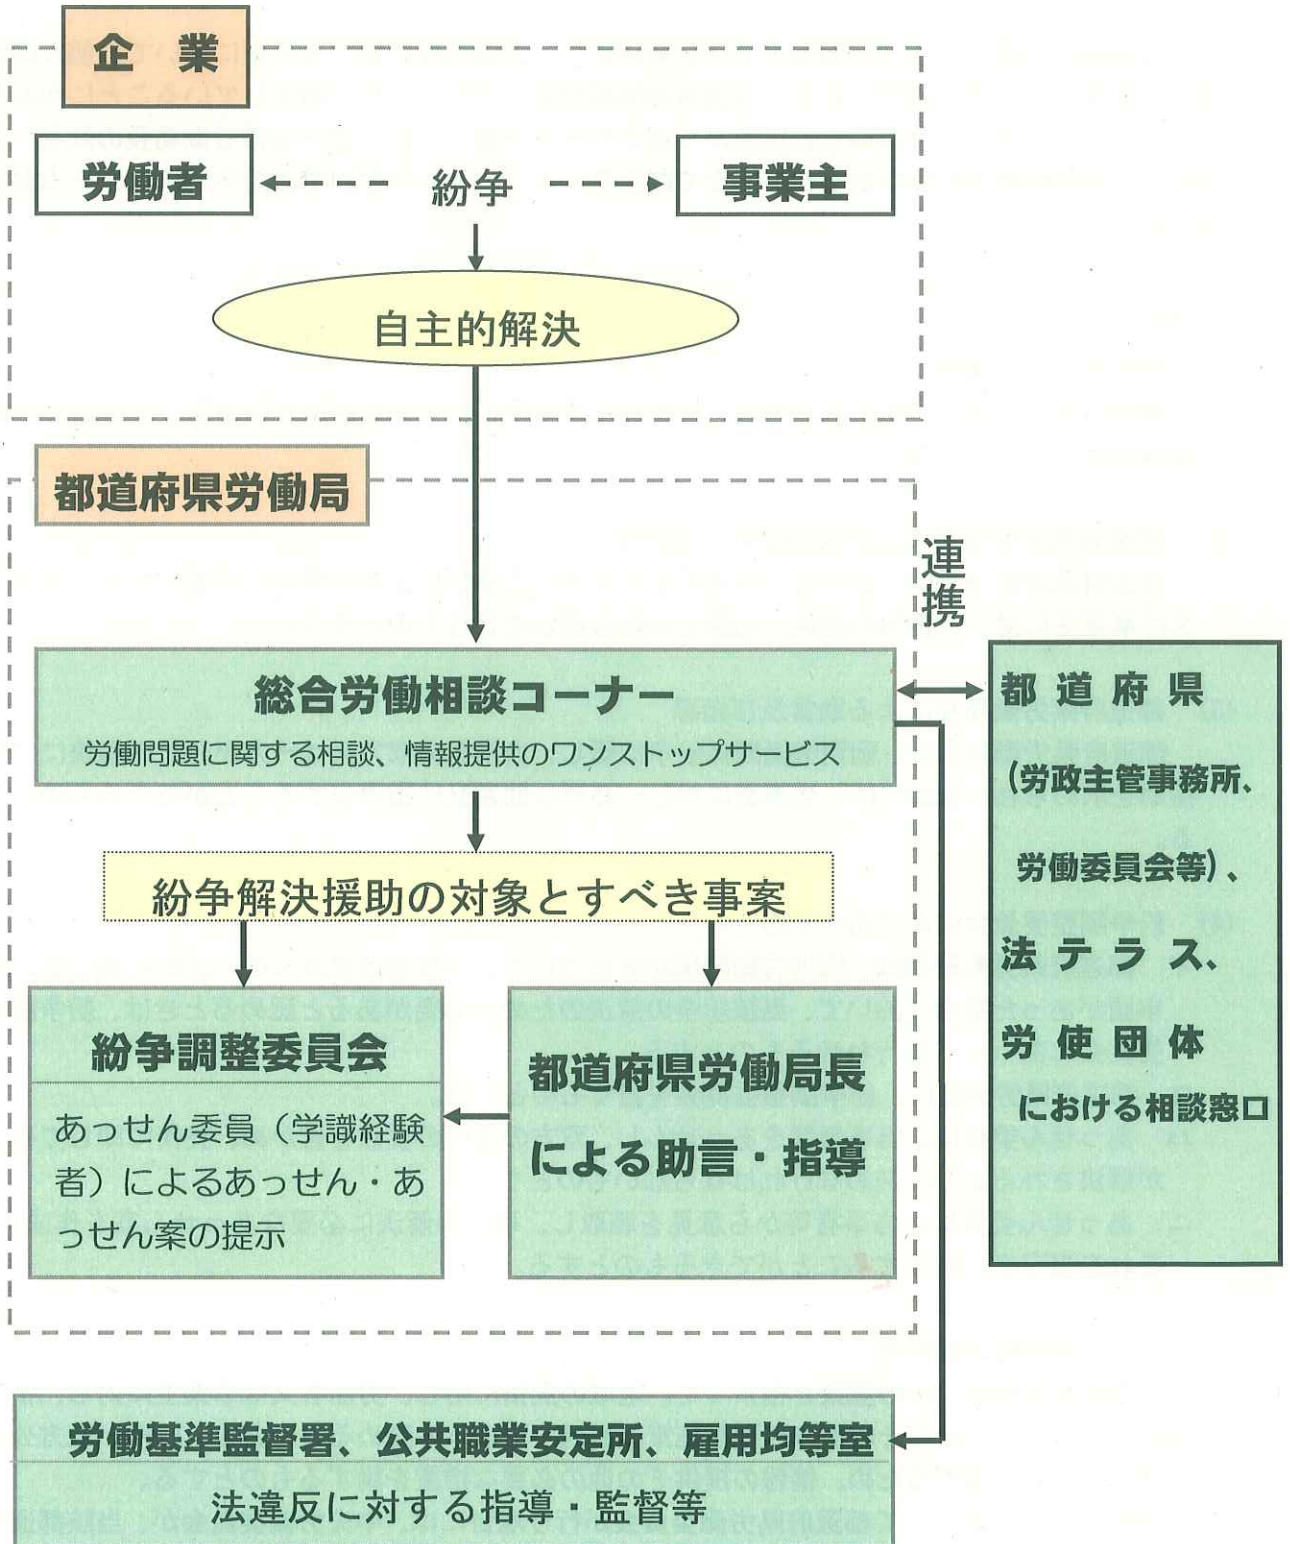 企　業
労働者
紛争
事業主
自主的解決
都道府県労働局
連
携
総合労働相談コーナー
労働問題に関する相談、情報提供のワンストップサービス
紛争解決援助の対象とすべき事案
紛争調整委員会
あっせん委員（学識経験
者）によるあっせん・あ
っせん案の提示
都道府県労働局長
による助言・指導
都 道 府 県
（労政主管事務所、
労働委員会等）、
法 テ ラ ス、
労 使 団 体
における相談窓口
労働基準監督署、公共職業安定所、雇用均等室
法違反に対する指導・監督等